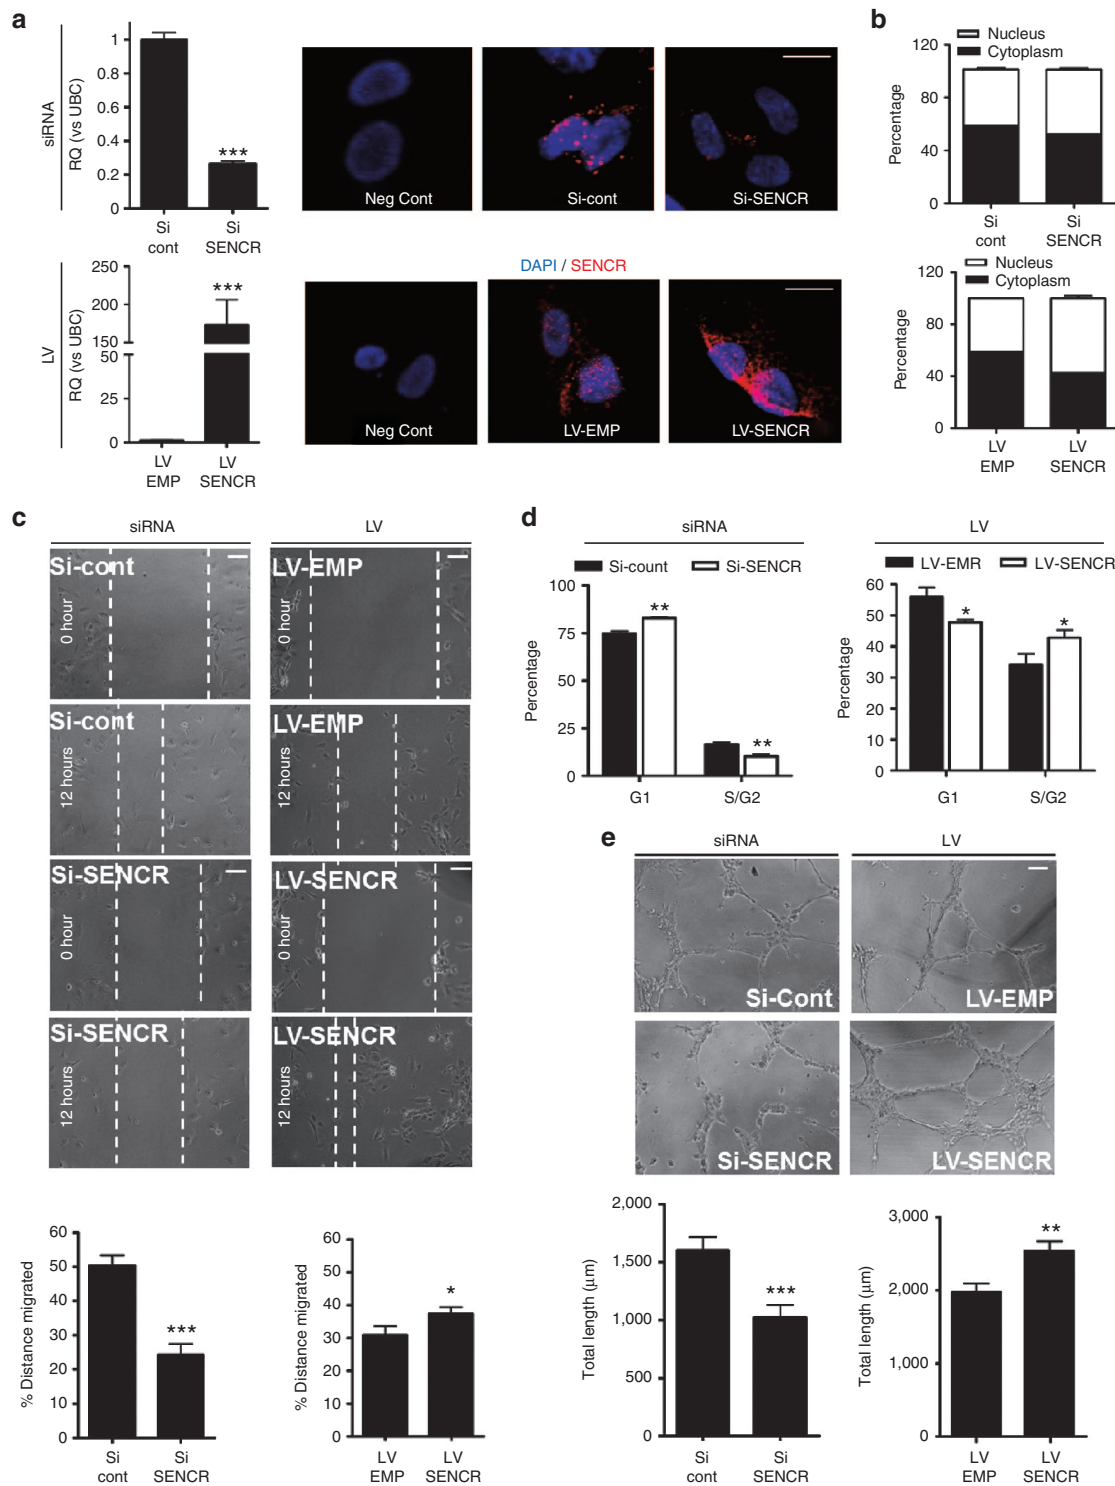 a
siRNA
RQ (vs UBC)
1
0.8
0.6
0.4
0.2
0
***
Si
cont
Si
SENCR
Neg Cont
Si-cont
Si-SENCR
LV
RQ (vs UBC)
250
200
150
50
25
0
***
LV
EMP
LV
SENCR
DAPI / SENCR
Neg Cont
LV-EMP
LV-SENCR
b
Nucleus
Cytoplasm
Percentage
120
80
40
0
Si
cont
Si
SENCR
Nucleus
Cytoplasm
Percentage
120
80
40
0
LV
EMP
LV
SENCR
c
siRNA
LV
Si-cont
0 hour
LV-EMP
0 hour
Si-cont
12 hours
LV-EMP
12 hours
Si-SENCR
0 hour
LV-SENCR
0 hour
Si-SENCR
12 hours
LV-SENCR
12 hours
% Distance migrated
60
50
40
30
20
10
0
***
Si
cont
Si
SENCR
% Distance migrated
60
50
40
30
20
10
0
*
LV
EMP
LV
SENCR
d
siRNA
Si-count
Si-SENCR
Percentage
100
75
50
25
0
**
**
G1
S/G2
LV
LV-EMR
LV-SENCR
Percentage
60
50
40
30
20
10
0
*
*
G1
S/G2
e
siRNA
LV
Si-Cont
LV-EMP
Si-SENCR
LV-SENCR
Total length (μm)
2,000
1,500
1,000
500
0
***
Si
cont
Si
SENCR
Total length (μm)
3,000
2,000
1,000
0
**
LV
EMP
LV
SENCR